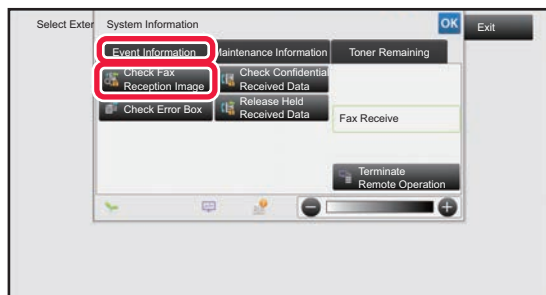 Select Exter
System Information
OK
Exit
Event Information
Maintenance Information
Toner Remaining
Check Fax
Reception Image
Check Confidential
Received Data
Check Error Box
Release Held
Received Data
Fax Receive
Terminate
Remote Operation